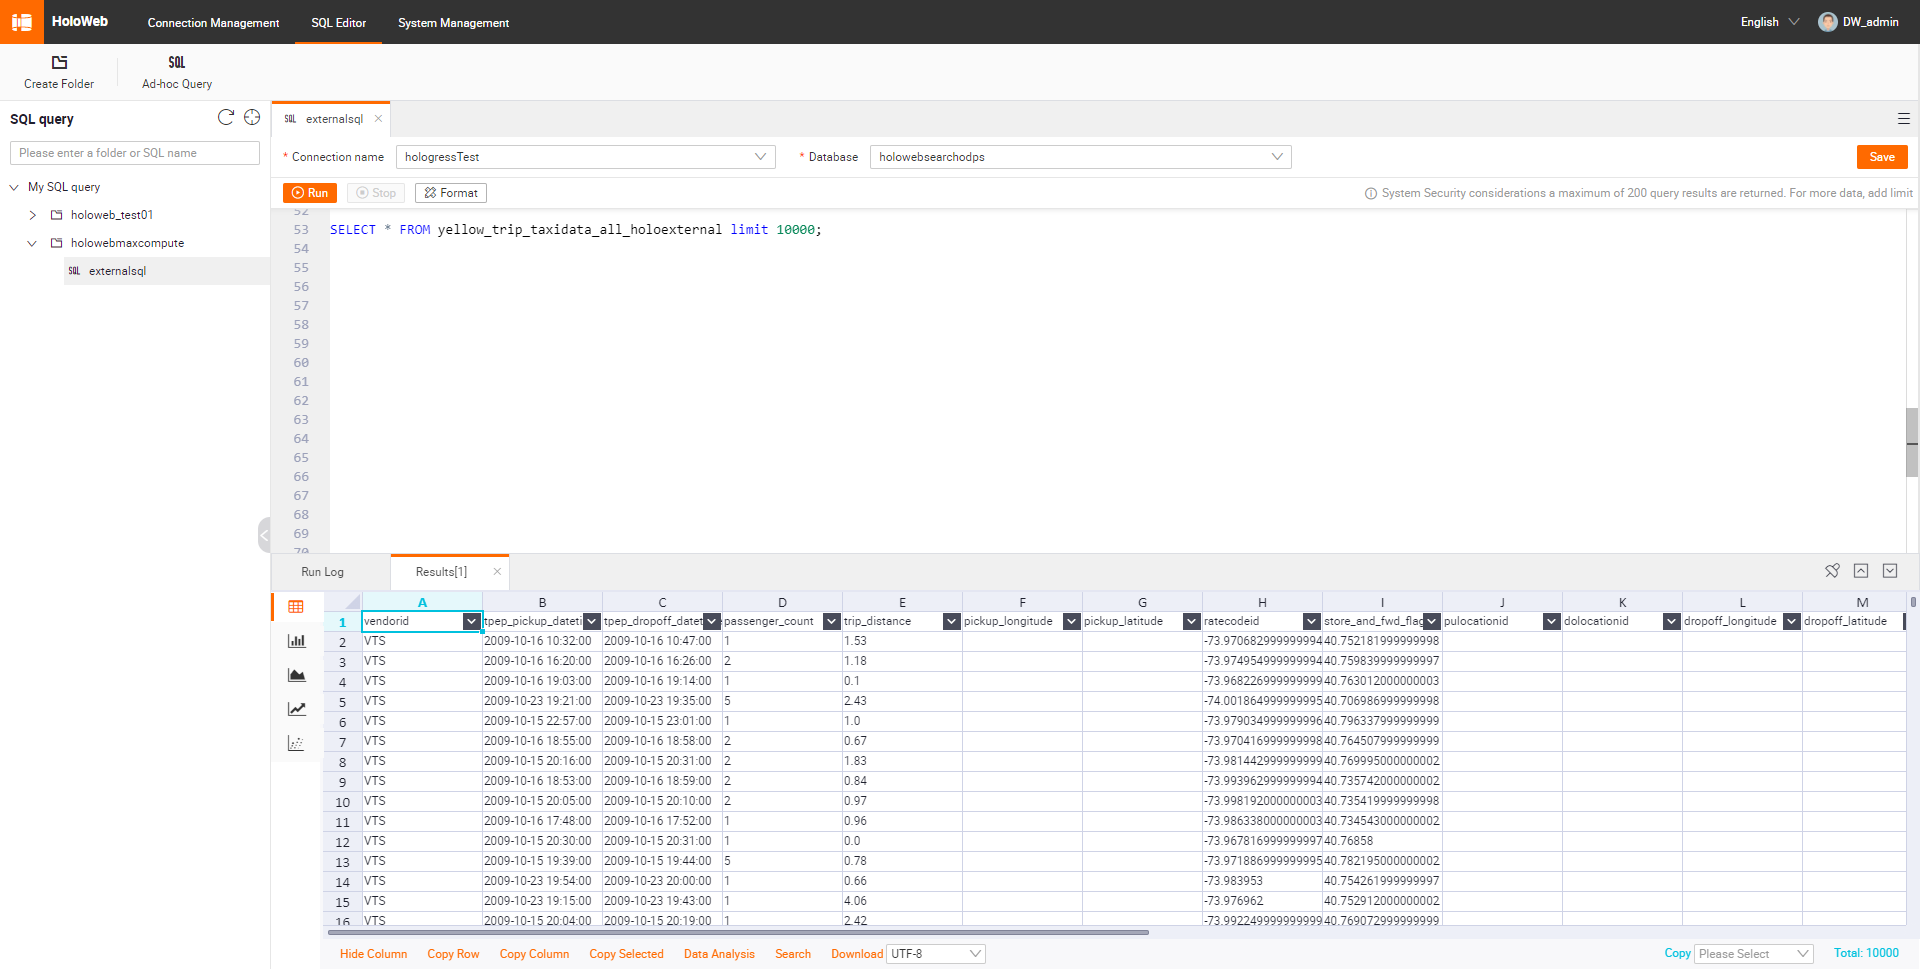 HoloWeb Connection Management SQL Editor System Management English DW_admin
SQL
Create Folder Ad-hoc Query
SQL query
Please enter a folder or SQL name
My SQL query
holoweb_test01
holowebmaxcompute
SQL externalsql
SQL externalsql
* Connection name hologressTest * Database holowebsearchodps Save
Run Stop Format System Security considerations a maximum of 200 query results are returned. For more data, add limit
52
53 SELECT * FROM yellow_trip_taxidata_all_holoexternal limit 10000;
54
55
56
57
58
59
60
61
62
63
64
65
66
67
68
69
70
Run Log Results[1]
A B C D E F G H I J K L M
1 vendorid tpep_pickup_dateti tpep_dropoff_datet passenger_count trip_distance pickup_longitude pickup_latitude ratecodeid store_and_fwd_flag pulocationid dolocationid dropoff_longitude dropoff_latitude
2 VTS 2009-10-16 10:32:00 2009-10-16 10:47:00 1 1.53 -73.970682999999994 40.752181999999998
3 VTS 2009-10-16 16:20:00 2009-10-16 16:26:00 2 1.18 -73.974954999999994 40.759839999999997
4 VTS 2009-10-16 19:03:00 2009-10-16 19:14:00 1 0.1 -73.968226999999999 40.763012000000003
5 VTS 2009-10-23 19:21:00 2009-10-23 19:35:00 5 2.43 -74.001864999999995 40.706986999999998
6 VTS 2009-10-15 22:57:00 2009-10-15 23:01:00 1 1.0 -73.979034999999996 40.796337999999999
7 VTS 2009-10-16 18:55:00 2009-10-16 18:58:00 2 0.67 -73.970416999999998 40.764507999999999
8 VTS 2009-10-15 20:16:00 2009-10-15 20:31:00 2 1.83 -73.981442999999999 40.769995000000002
9 VTS 2009-10-16 18:53:00 2009-10-16 18:59:00 2 0.84 -73.993962999999994 40.735742000000002
10 VTS 2009-10-15 20:05:00 2009-10-15 20:10:00 2 0.97 -73.998192000000003 40.735419999999998
11 VTS 2009-10-16 17:48:00 2009-10-16 17:52:00 1 0.96 -73.986338000000003 40.734543000000002
12 VTS 2009-10-15 20:30:00 2009-10-15 20:31:00 1 0.0 -73.967816999999997 40.76858
13 VTS 2009-10-15 19:39:00 2009-10-15 19:44:00 5 0.78 -73.971886999999995 40.782195000000002
14 VTS 2009-10-23 19:54:00 2009-10-23 20:00:00 1 0.66 -73.983953 40.754261999999997
15 VTS 2009-10-23 19:15:00 2009-10-23 19:43:00 1 4.06 -73.976962 40.752912000000002
16 VTS 2009-10-15 20:04:00 2009-10-15 20:19:00 1 2.42 -73.992249999999999 40.769072999999999
Hide Column Copy Row Copy Column Copy Selected Data Analysis Search Download UTF-8 Copy Please Select Total: 10000